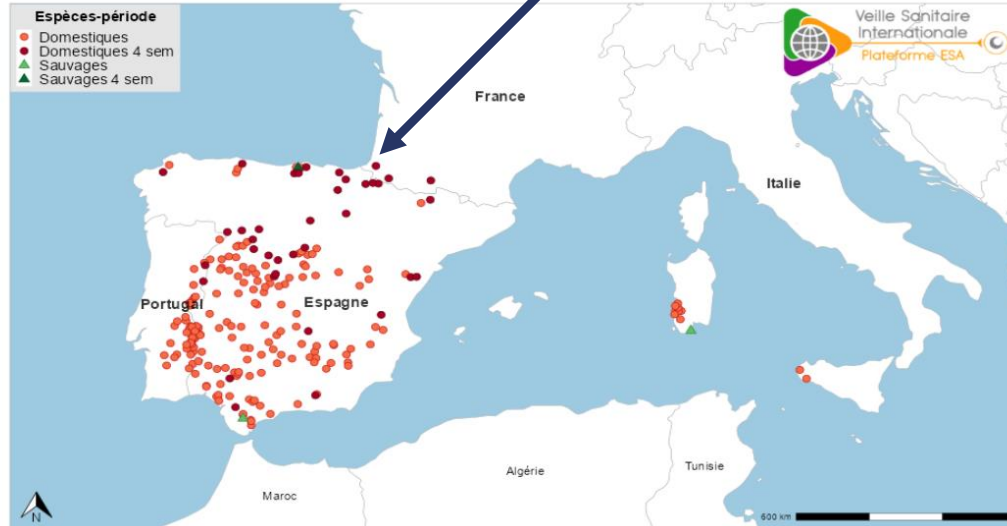 Espèces-période
Domestiques
Domestiques 4 sem
Sauvages
Sauvages 4 sem
Veille Sanitaire
Internationale
Plateforme ESA
France
Italie
Portugal
Espagne
Algérie
Tunisie
Maroc
N
600 km